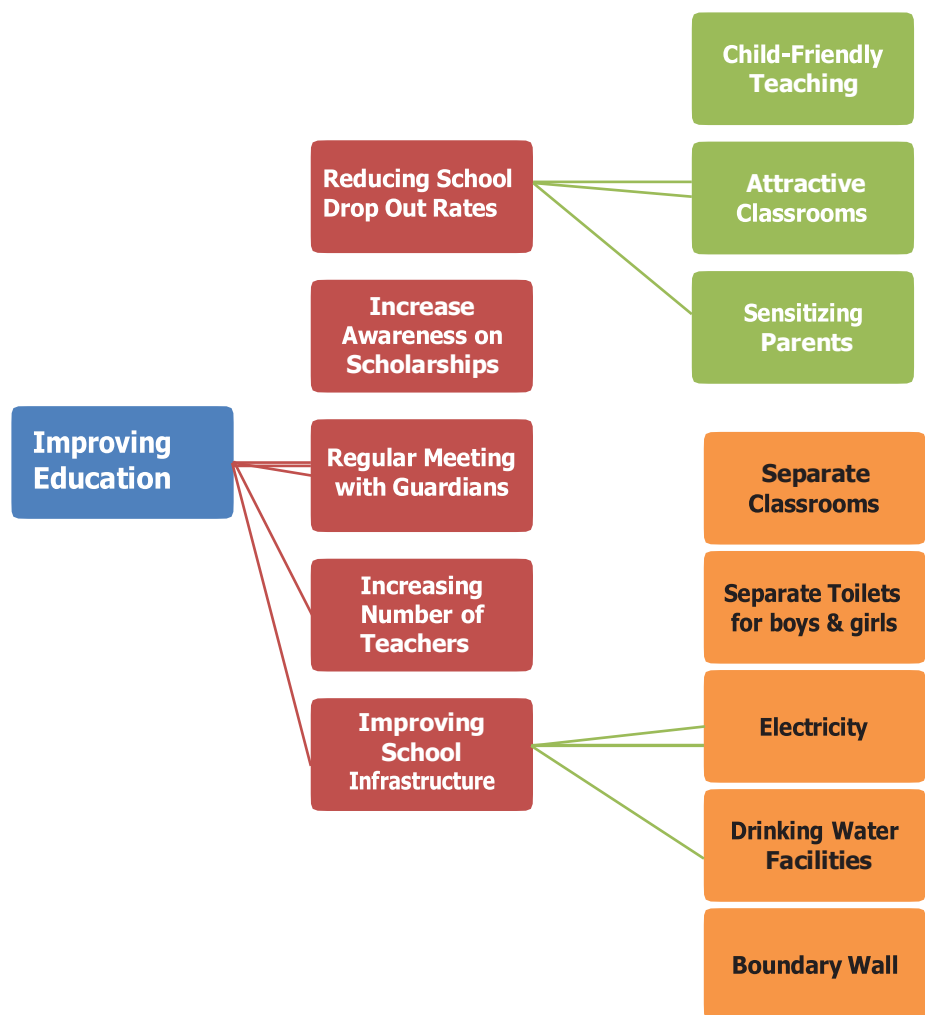 Improving
Education
Reducing School
Drop Out Rates
Increase
Awareness on
Scholarships
Regular Meeting
with Guardians
Increasing
Number of
Teachers
Improving
School
Infrastructure
Child-Friendly
Teaching
Attractive
Classrooms
Sensitizing
Parents
Separate
Classrooms
Separate Toilets
for boys & girls
Electricity
Drinking Water
Facilities
Boundary Wall